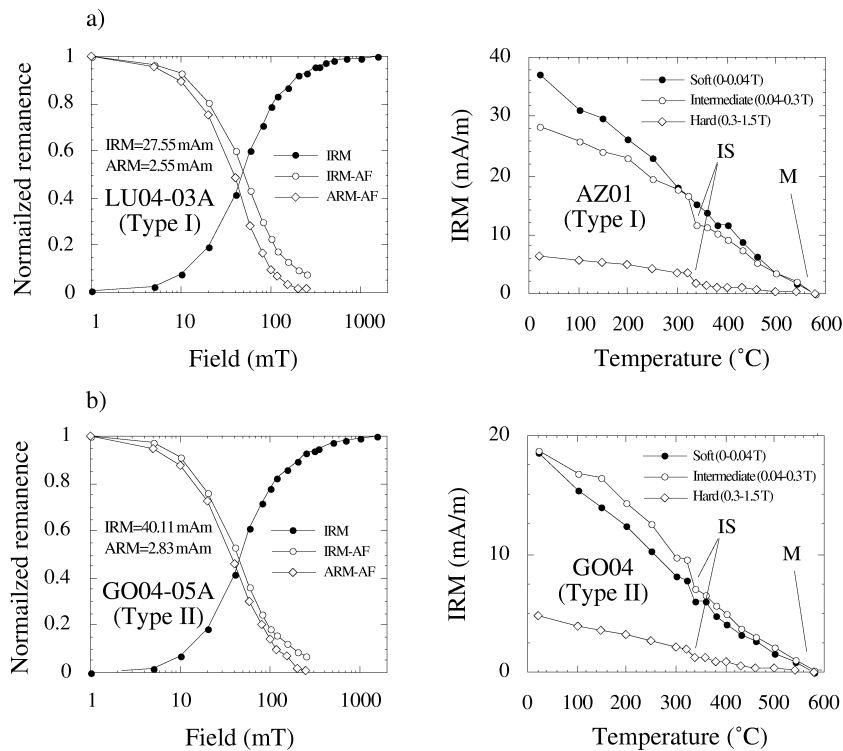 a)
Normailzed remanence
1
0.8
0.6
0.4
0.2
0
IRM=27.55 mAm
ARM=2.55 mAm
LU04-03A
(Type I)
IRM
IRM-AF
ARM-AF
1
10
100
1000
Field (mT)
IRM (mA/m)
40
30
20
10
0
Soft (0-0.04 T)
Intermediate (0.04-0.3T)
Hard (0.3-1.5T)
IS
M
AZ01
(Type I)
0
100
200
300
400
500
600
Temperature (˚C)
b)
Normailzed remanence
1
0.8
0.6
0.4
0.2
0
IRM=40.11 mAm
ARM=2.83 mAm
GO04-05A
(Type II)
IRM
IRM-AF
ARM-AF
1
10
100
1000
Field (mT)
IRM (mA/m)
20
10
0
Soft (0-0.04 T)
Intermediate (0.04-0.3T)
Hard (0.3-1.5 T)
IS
M
GO04
(Type II)
0
100
200
300
400
500
600
Temperature (˚C)